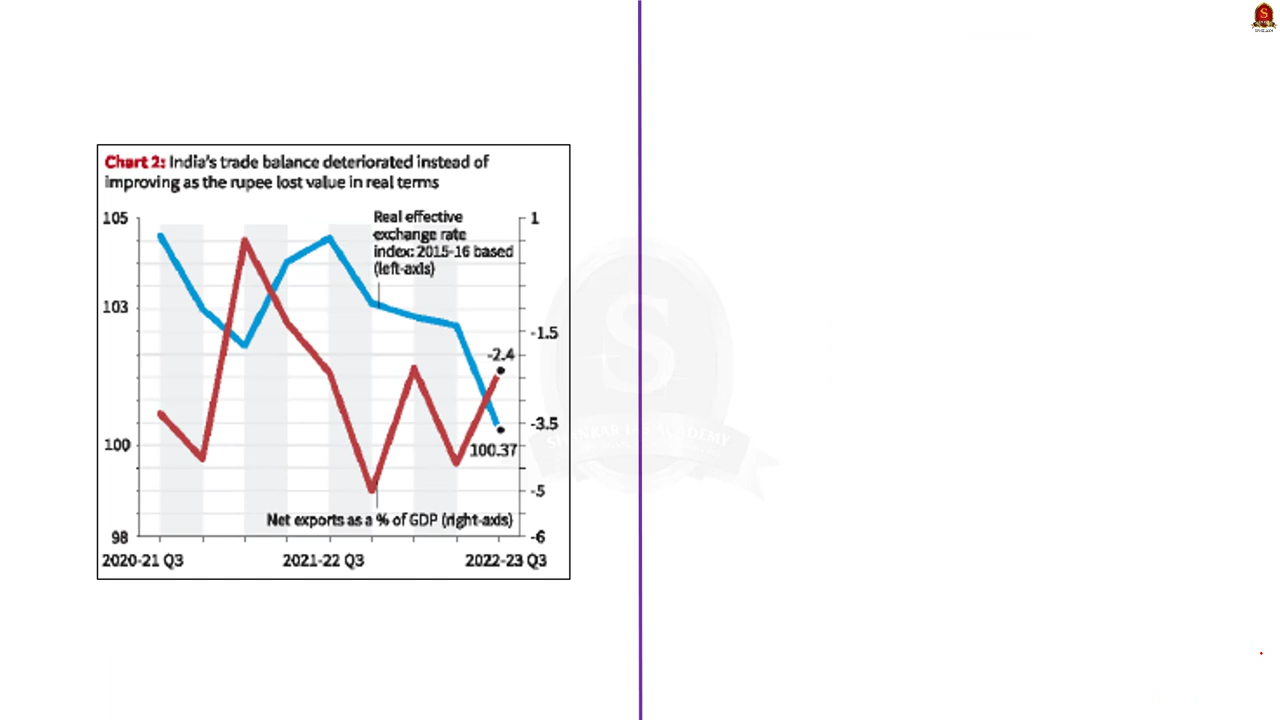 Chart 2: India's trade balance deteriorated instead of
improving as the rupee lost value in real terms
105
103
100
98
Real effective
exchange rate
index: 2015-16 based
(left-axis)
1
-1.5
-2.4
-3.5
100.37
-5
-6
Net exports as a % of GDP (right-axis)
2020-21 Q3
2021-22 Q3
2022-23 Q3
S
SHANKAR IAS ACADEMY
S